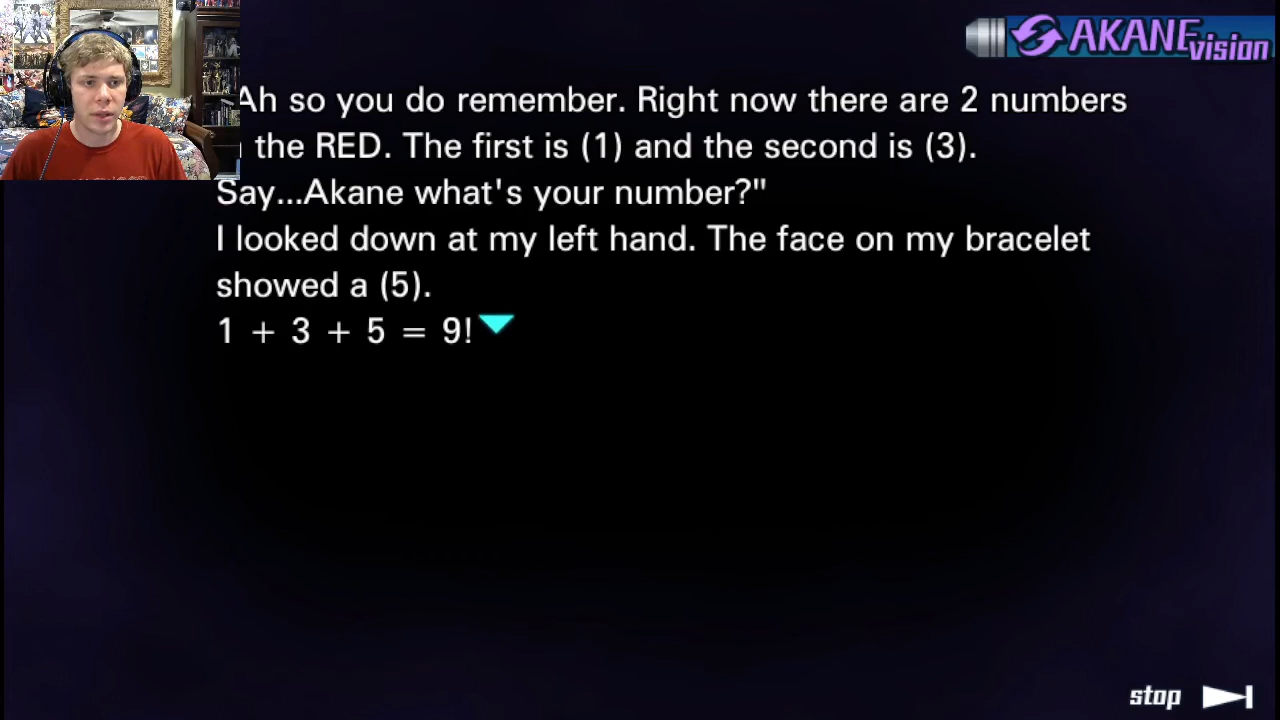 AKANE vision
Ah so you do remember. Right now there are 2 numbers
the RED. The first is (1) and the second is (3).
Say...Akane what's your number?"
I looked down at my left hand. The face on my bracelet
showed a (5).
1 + 3 + 5 = 9!
stop